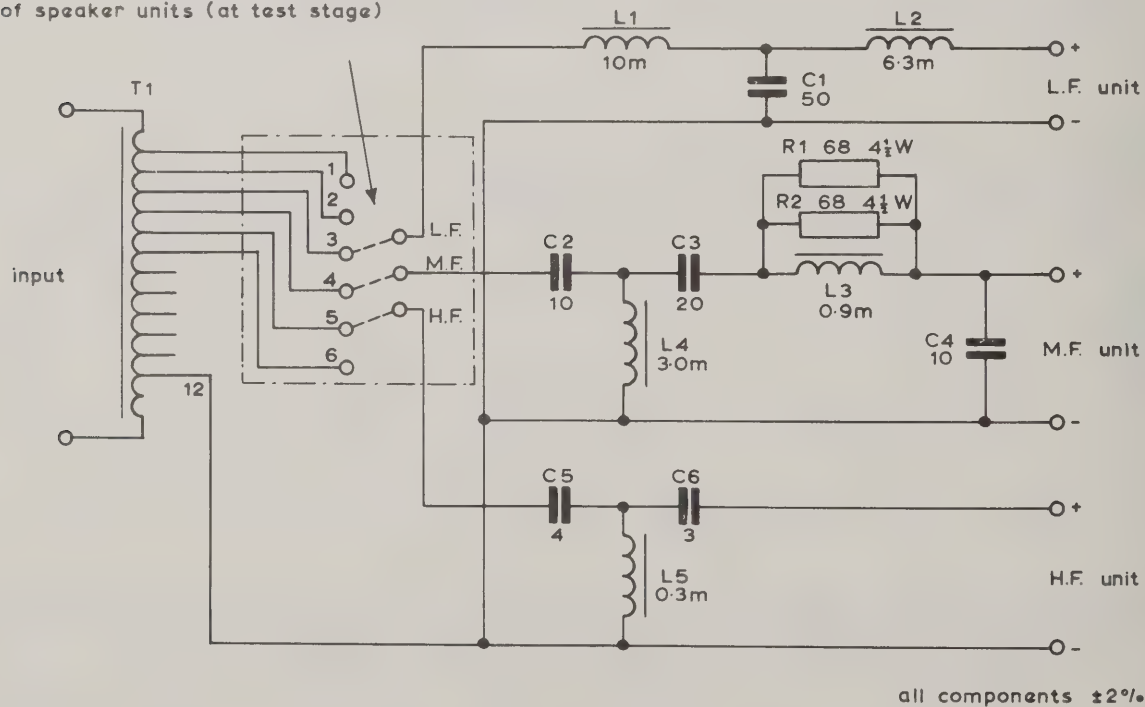 of speaker units (at test stage)
T1
input
1
2
3
4
5
6
12
L.F.
M.F.
H.F.
L1
10m
L2
6·3m
C1
50
+
L.F. unit
-
R1 68 4½W
R2 68 4½W
C2
10
C3
20
L3
0·9m
L4
3·0m
C4
10
+
M.F. unit
-
C5
4
C6
3
L5
0·3m
+
H.F. unit
-
all components ±2%